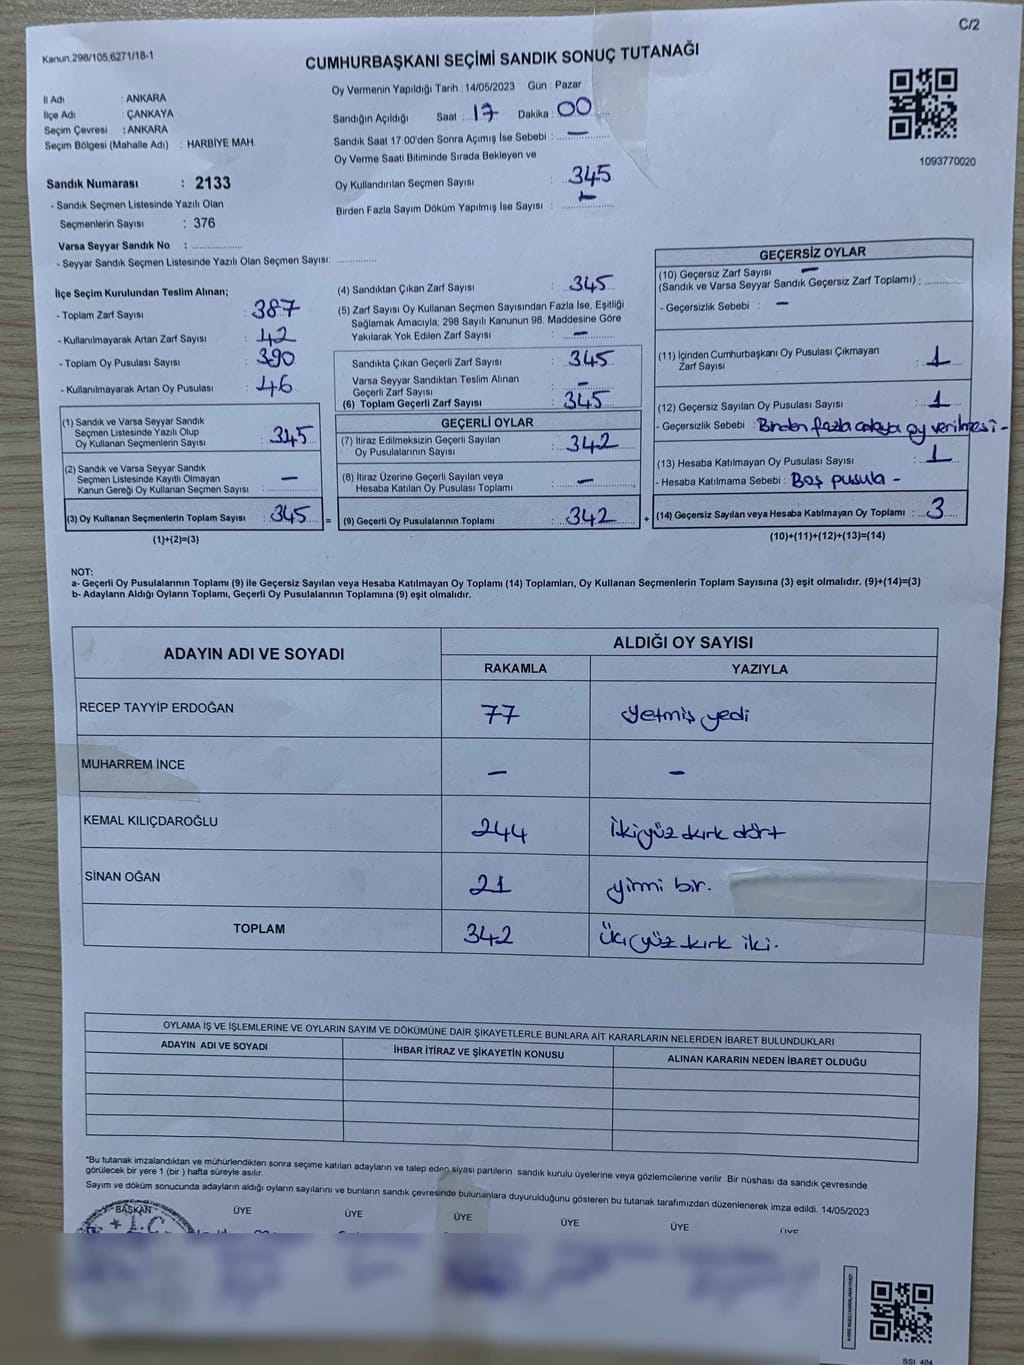 C/2
Kanun:298/105;6271/18-1
CUMHURBAŞKANI SEÇİMİ SANDIK SONUÇ TUTANAĞI
İl Adı : ANKARA
İlçe Adı : ÇANKAYA
Seçim Çevresi : ANKARA
Seçim Bölgesi (Mahalle Adı) : HARBİYE MAH.
Sandık Numarası : 2133
- Sandık Seçmen Listesinde Yazılı Olan
Seçmenlerin Sayısı : 376
Varsa Seyyar Sandık No : ................
- Seyyar Sandık Seçmen Listesinde Yazılı Olan Seçmen Sayısı: .............
Oy Vermenin Yapıldığı Tarih : 14/05/2023 Gün : Pazar
Sandığın Açıldığı Saat : 17 Dakika : 00
Sandık Saat 17:00'den Sonra Açımış İse Sebebi : —
Oy Verme Saati Bitiminde Sırada Bekleyen ve
Oy Kullandırılan Seçmen Sayısı : 345
Birden Fazla Sayım Döküm Yapılmış İse Sayısı : —
1093770020
İlçe Seçim Kurulundan Teslim Alınan;
- Toplam Zarf Sayısı : 387
- Kullanılmayarak Artan Zarf Sayısı : 42
- Toplam Oy Pusulası Sayısı : 390
- Kullanılmayarak Artan Oy Pusulası : 46
(1) Sandık ve Varsa Seyyar Sandık
Seçmen Listesinde Yazılı Olup
Oy Kullanan Seçmenlerin Sayısı : 345
(2) Sandık ve Varsa Seyyar Sandık
Seçmen Listesinde Kayıtlı Olmayan
Kanun Gereği Oy Kullanan Seçmen Sayısı : —
(3) Oy Kullanan Seçmenlerin Toplam Sayısı : 345
(1)+(2)=(3)
=
(4) Sandıktan Çıkan Zarf Sayısı : 345
(5) Zarf Sayısı Oy Kullanan Seçmen Sayısından Fazla İse, Eşitliği
Sağlamak Amacıyla, 298 Sayılı Kanunun 98. Maddesine Göre
Yakılarak Yok Edilen Zarf Sayısı : —
Sandıkta Çıkan Geçerli Zarf Sayısı : 345
Varsa Seyyar Sandıktan Teslim Alınan
Geçerli Zarf Sayısı : —
(6) Toplam Geçerli Zarf Sayısı : 345
GEÇERLİ OYLAR
(7) İtiraz Edilmeksizin Geçerli Sayılan
Oy Pusulalarının Sayısı : 342
(8) İtiraz Üzerine Geçerli Sayılan veya
Hesaba Katılan Oy Pusulası Toplamı : —
(9) Geçerli Oy Pusulalarının Toplamı : 342
+
GEÇERSİZ OYLAR
(10) Geçersiz Zarf Sayısı —
(Sandık ve Varsa Seyyar Sandık Geçersiz Zarf Toplamı) : ............
- Geçersizlik Sebebi : —
(11) İçinden Cumhurbaşkanı Oy Pusulası Çıkmayan
Zarf Sayısı : 1
(12) Geçersiz Sayılan Oy Pusulası Sayısı : 1
- Geçersizlik Sebebi : Birden fazla adaya oy verilmesi -
(13) Hesaba Katılmayan Oy Pusulası Sayısı : 1
- Hesaba Katılmama Sebebi : Boş pusula -
(14) Geçersiz Sayılan veya Hesaba Katılmayan Oy Toplamı : 3
(10)+(11)+(12)+(13)=(14)
NOT:
a- Geçerli Oy Pusulalarının Toplamı (9) ile Geçersiz Sayılan veya Hesaba Katılmayan Oy Toplamı (14) Toplamları, Oy Kullanan Seçmenlerin Toplam Sayısına (3) eşit olmalıdır. (9)+(14)=(3)
b- Adayların Aldığı Oyların Toplamı, Geçerli Oy Pusulalarının Toplamına (9) eşit olmalıdır.
ADAYIN ADI VE SOYADI ALDIĞI OY SAYISI
RAKAMLA YAZIYLA
RECEP TAYYİP ERDOĞAN 77 yetmiş yedi
MUHARREM İNCE — —
KEMAL KILIÇDAROĞLU 244 ikiyüz kırk dört
SİNAN OĞAN 21 yirmi bir.
TOPLAM 342 Üçyüz kırk iki.
OYLAMA İŞ VE İŞLEMLERİNE VE OYLARIN SAYIM VE DÖKÜMÜNE DAİR ŞİKAYETLERLE BUNLARA AİT KARARLARIN NELERDEN İBARET BULUNDUKLARI
ADAYIN ADI VE SOYADI İHBAR İTİRAZ VE ŞİKAYETİN KONUSU ALINAN KARARIN NEDEN İBARET OLDUĞU
*Bu tutanak imzalandıktan ve mühürlendikten sonra seçime katılan adayların ve talep eden siyasi partilerin sandık kurulu üyelerine veya gözlemcilerine verilir. Bir nüshası da sandık çevresinde
görülecek bir yere 1 (bir ) hafta süreyle asılır.
Sayım ve döküm sonucunda adayların aldığı oyların sayılarını ve bunların sandık çevresinde bulunanlara duyurulduğunu gösteren bu tutanak tarafımızdan düzenlenerek imza edildi. 14/05/2023
BAŞKAN ÜYE ÜYE ÜYE ÜYE ÜYE ÜYE
T.C
SSI 404